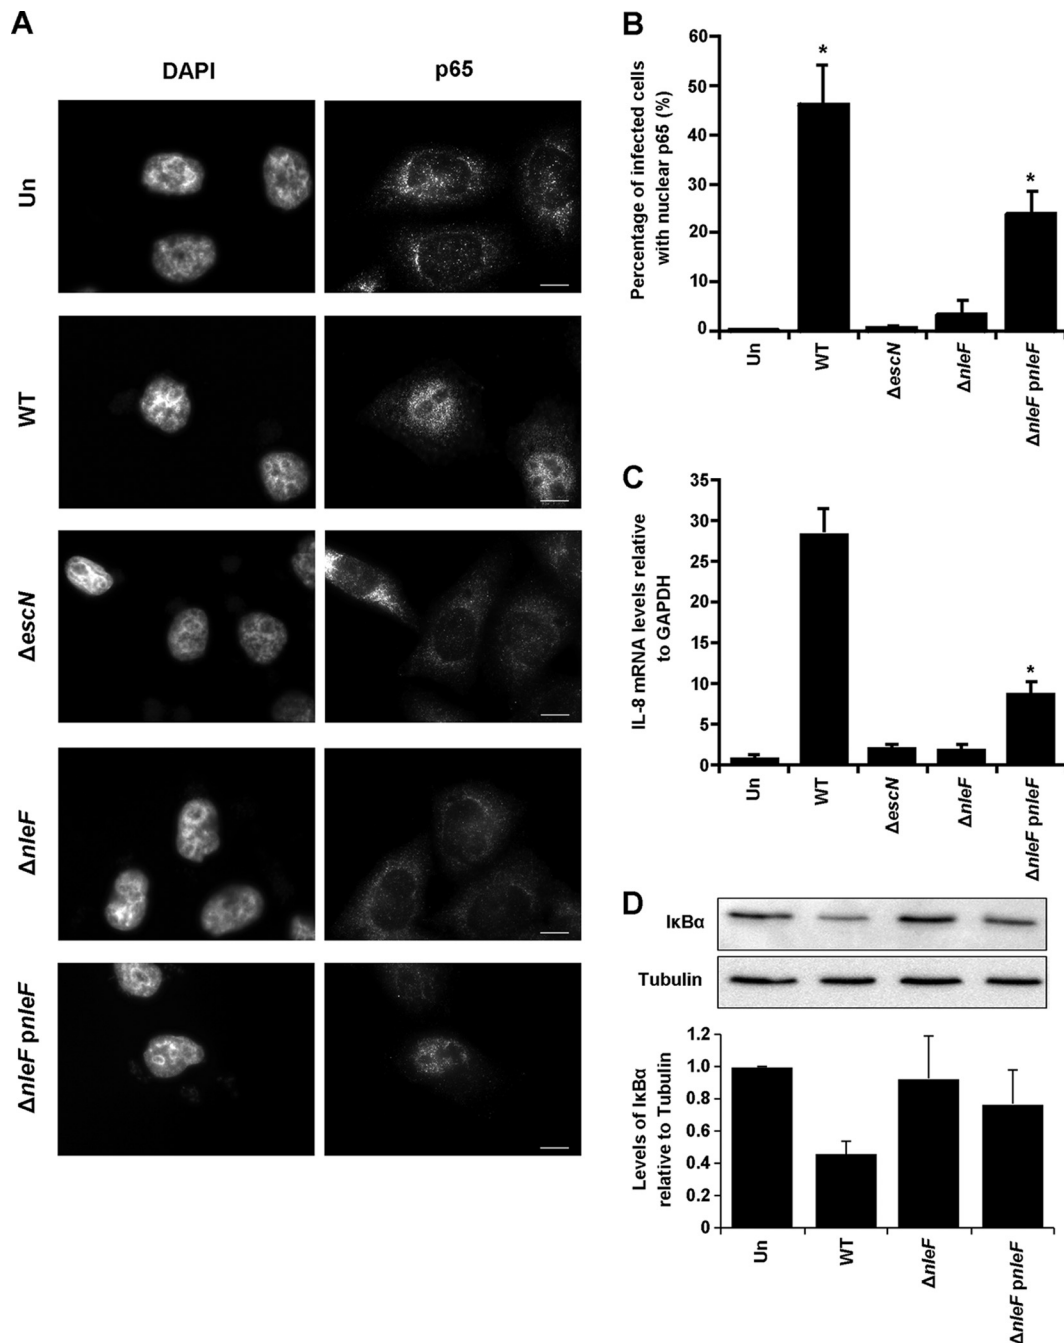 A
DAPI
p65
Un
WT
ΔescN
ΔnleF
ΔnleF pnleF
B
Percentage of infected cells
with nuclear p65 (%)
60
50
40
30
20
10
0
*
*
Un
WT
ΔescN
ΔnleF
ΔnleF pnleF
C
IL-8 mRNA levels relative
to GAPDH
35
30
25
20
15
10
5
0
*
Un
WT
ΔescN
ΔnleF
ΔnleF pnleF
D
IκBα
Tubulin
Levels of IκBα
relative to Tubulin
1.2
1.0
0.8
0.6
0.4
0.2
0
Un
WT
ΔnleF
ΔnleF pnleF